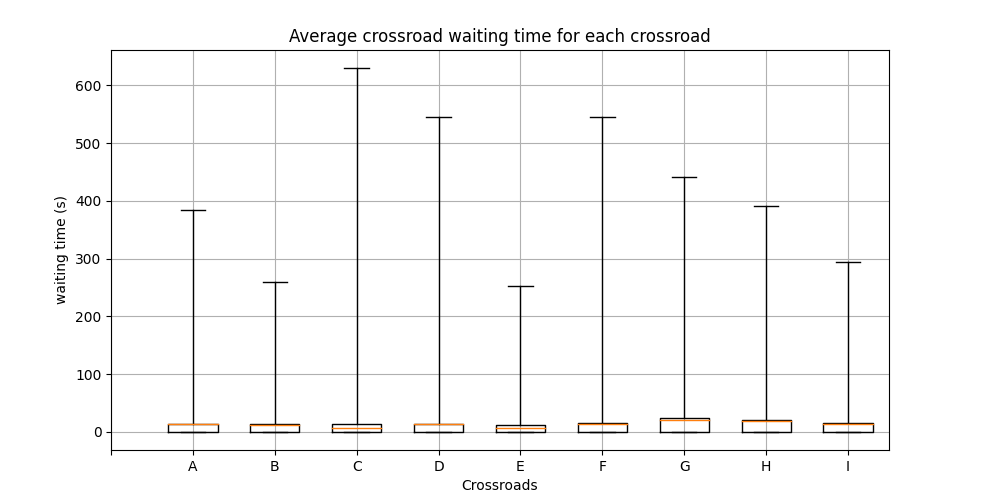 Average crossroad waiting time for each crossroad
600
500
400
300
200
100
0
waiting time (s)
A B C D E F G H I
Crossroads